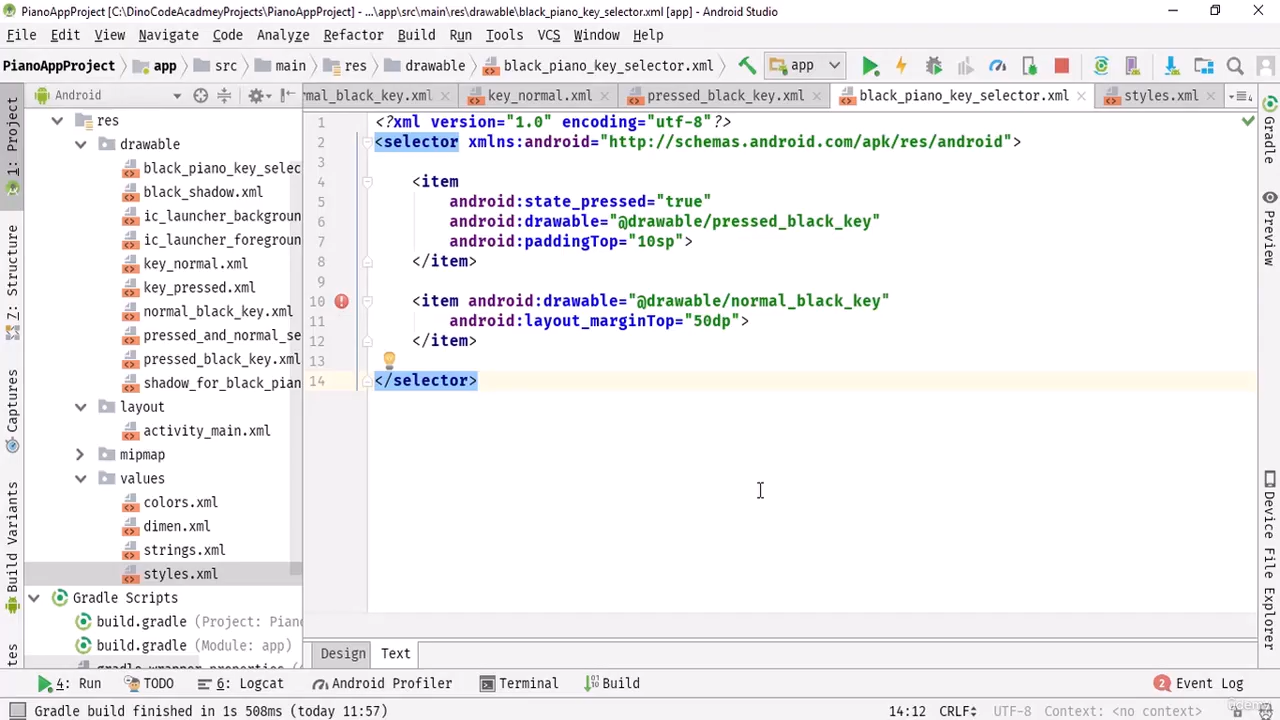 PianoAppProject [C:\DinoCodeAcadmeyProjects\PianoAppProject] - ...\app\src\main\res\drawable\black_piano_key_selector.xml [app] - Android Studio
File Edit View Navigate Code Analyze Refactor Build Run Tools VCS Window Help
PianoAppProject app src main res drawable black_piano_key_selector.xml app
Android
mal_black_key.xml key_normal.xml pressed_black_key.xml black_piano_key_selector.xml styles.xml
1: Project
Z: Structure
Captures
Build Variants
res
drawable
black_piano_key_selec
black_shadow.xml
ic_launcher_backgroun
ic_launcher_foregroun
key_normal.xml
key_pressed.xml
normal_black_key.xml
pressed_and_normal_se
pressed_black_key.xml
shadow_for_black_pian
layout
activity_main.xml
mipmap
values
colors.xml
dimen.xml
strings.xml
styles.xml
Gradle Scripts
build.gradle (Project: Pian
build.gradle (Module: app)
1 <?xml version="1.0" encoding="utf-8"?>
2 <selector xmlns:android="http://schemas.android.com/apk/res/android">
3
4 <item
5 android:state_pressed="true"
6 android:drawable="@drawable/pressed_black_key"
7 android:paddingTop="10sp">
8 </item>
9
10 <item android:drawable="@drawable/normal_black_key"
11 android:layout_marginTop="50dp">
12 </item>
13
14 </selector>
Gradle
Preview
Device File Explorer
Design Text
4: Run TODO 6: Logcat Android Profiler Terminal Build 2 Event Log
Gradle build finished in 1s 508ms (today 11:57) 14:12 CRLF UTF-8 Context: <no context>